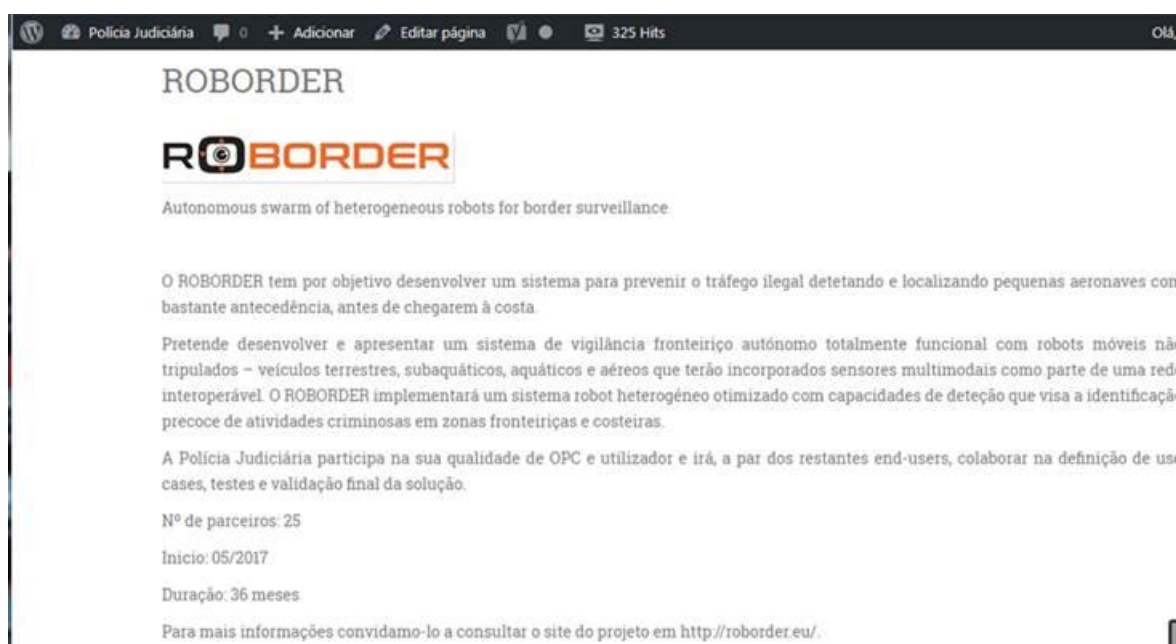 Polícia Judiciária 0 + Adicionar Editar página 325 Hits Olá,
ROBORDER
ROBORDER
Autonomous swarm of heterogeneous robots for border surveillance
O ROBORDER tem por objetivo desenvolver um sistema para prevenir o tráfego ilegal detetando e localizando pequenas aeronaves com
bastante antecedência, antes de chegarem à costa.
Pretende desenvolver e apresentar um sistema de vigilância fronteiriço autónomo totalmente funcional com robots móveis não
tripulados – veículos terrestres, subaquáticos, aquáticos e aéreos que terão incorporados sensores multimodais como parte de uma rede
interoperável. O ROBORDER implementará um sistema robot heterogéneo otimizado com capacidades de deteção que visa a identificação
precoce de atividades criminosas em zonas fronteiriças e costeiras.
A Polícia Judiciária participa na sua qualidade de OPC e utilizador e irá, a par dos restantes end-users, colaborar na definição de use
cases, testes e validação final da solução.
Nº de parceiros: 25
Inicio: 05/2017
Duração: 36 meses
Para mais informações convidamo-lo a consultar o site do projeto em http://roborder.eu/.